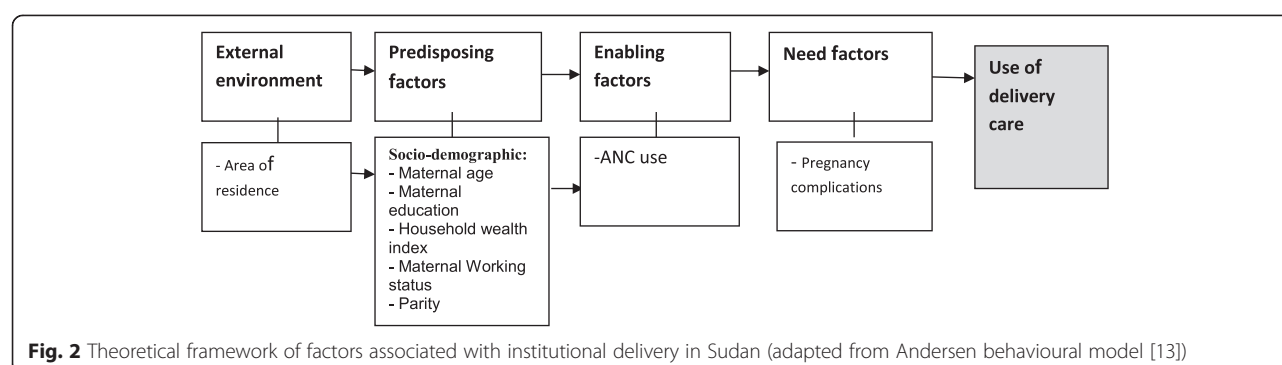 External
environment
Predisposing
factors
Enabling
factors
Need factors
Use of
delivery
care
- Area of
residence
Socio-demographic:
- Maternal age
- Maternal
education
- Household wealth
index
- Maternal Working
status
- Parity
-ANC use
- Pregnancy
complications
Fig. 2 Theoretical framework of factors associated with institutional delivery in Sudan (adapted from Andersen behavioural model [13])